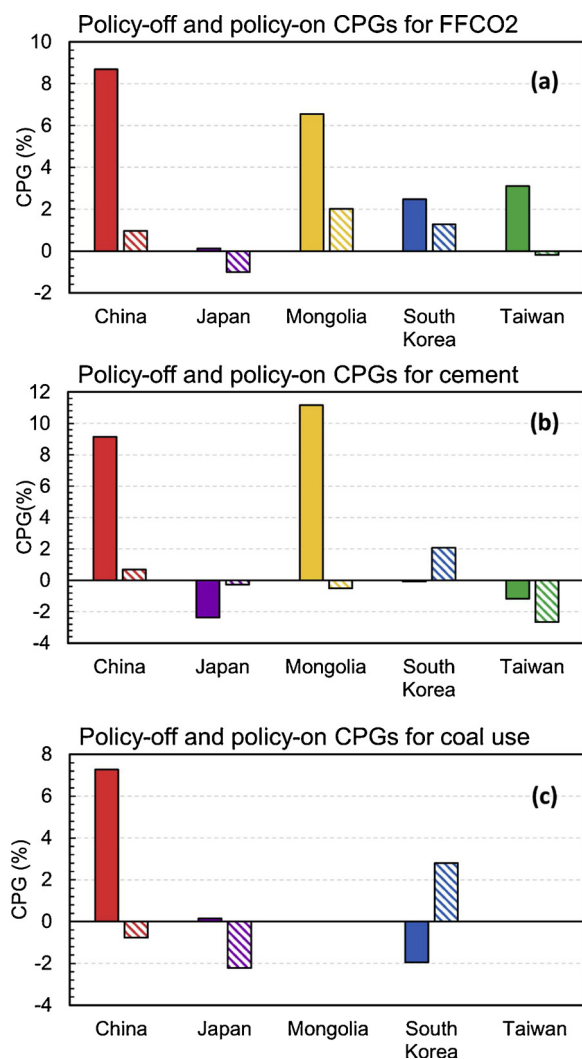 Policy-off and policy-on CPGs for FFCO2
(a)
10
8
6
4
2
0
-2
CPG (%)
China Japan Mongolia South Korea Taiwan
Policy-off and policy-on CPGs for cement
(b)
12
10
8
6
4
2
0
-2
-4
CPG(%)
China Japan Mongolia South Korea Taiwan
Policy-off and policy-on CPGs for coal use
(c)
8
6
4
2
0
-2
-4
CPG (%)
China Japan Mongolia South Korea Taiwan